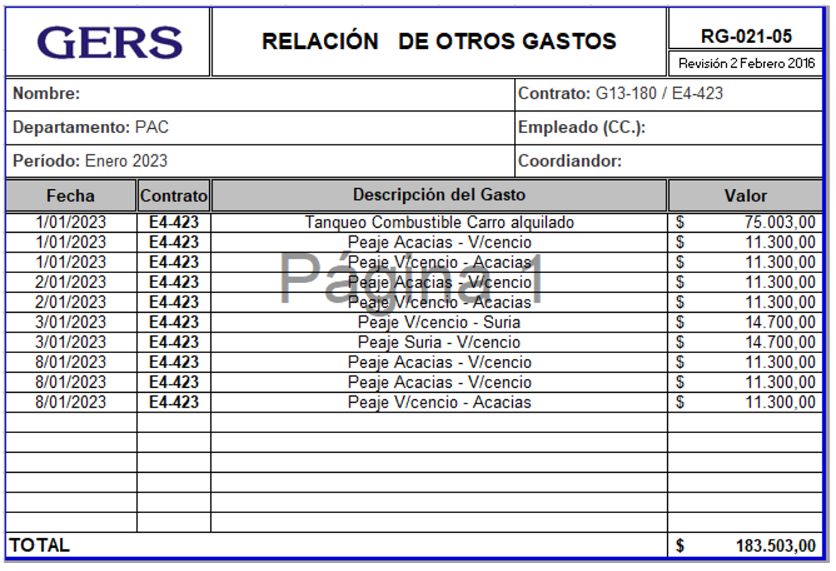 GERS
RELACIÓN DE OTROS GASTOS
RG-021-05
Revisión 2 Febrero 2016
Nombre:
Contrato: G13-180 / E4-423
Departamento: PAC
Empleado (CC.):
Período: Enero 2023
Coordiandor:
Fecha Contrato Descripción del Gasto Valor
1/01/2023 E4-423 Tanqueo Combustible Carro alquilado $ 75.003,00
1/01/2023 E4-423 Peaje Acacias - V/cencio $ 11.300,00
1/01/2023 E4-423 Peaje V/cencio - Acacias $ 11.300,00
2/01/2023 E4-423 Peaje Acacias - V/cencio $ 11.300,00
2/01/2023 E4-423 Peaje V/cencio - Acacias $ 11.300,00
3/01/2023 E4-423 Peaje V/cencio - Suria $ 14.700,00
3/01/2023 E4-423 Peaje Suria - V/cencio $ 14.700,00
8/01/2023 E4-423 Peaje Acacias - V/cencio $ 11.300,00
8/01/2023 E4-423 Peaje Acacias - V/cencio $ 11.300,00
8/01/2023 E4-423 Peaje V/cencio - Acacias $ 11.300,00
Página 1
TOTAL $ 183.503,00